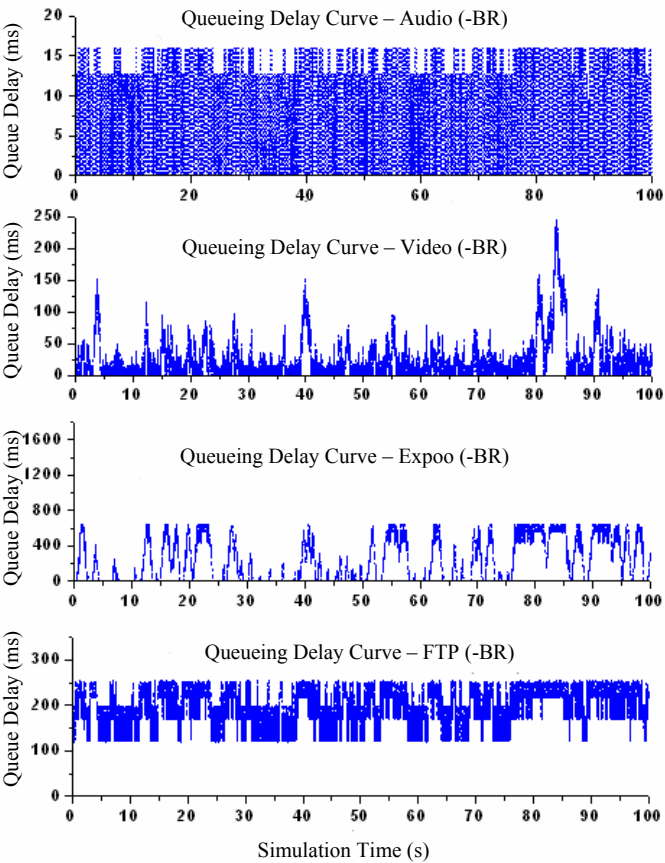 Queueing Delay Curve – Audio (-BR)
Queue Delay (ms)
20
15
10
5
0
0 20 40 60 80 100
Queueing Delay Curve – Video (-BR)
Queue Delay (ms)
250
200
150
100
50
0
0 10 20 30 40 50 60 70 80 90 100
Queueing Delay Curve – Expoo (-BR)
Queue Delay (ms)
1600
1200
800
400
0
0 10 20 30 40 50 60 70 80 90 100
Queueing Delay Curve – FTP (-BR)
Queue Delay (ms)
300
200
100
0
0 10 20 30 40 50 60 70 80 90 100
Simulation Time (s)